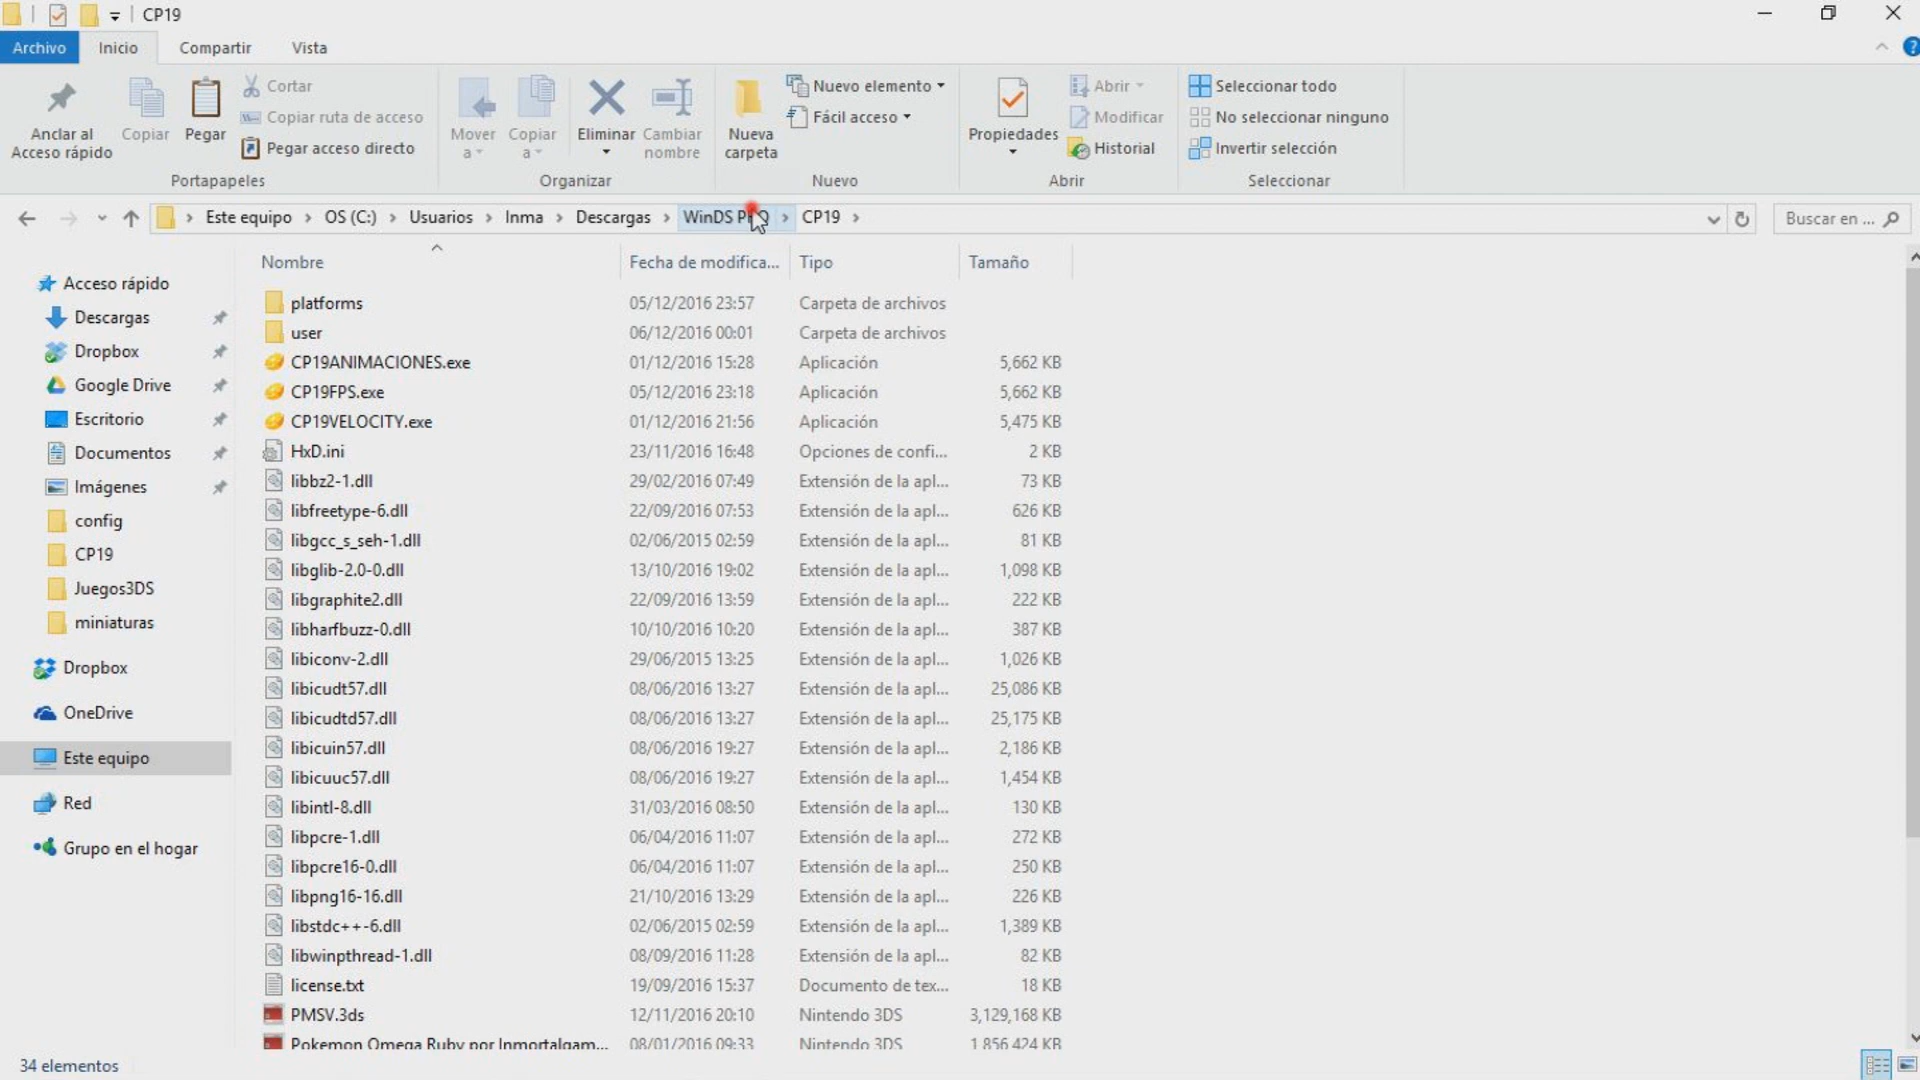 CP19
Archivo Inicio Compartir Vista
Anclar al Acceso rápido
Copiar
Pegar
Cortar
Copiar ruta de acceso
Pegar acceso directo
Portapapeles
Mover a
Copiar a
Eliminar
Cambiar nombre
Organizar
Nueva carpeta
Nuevo elemento
Fácil acceso
Nuevo
Propiedades
Abrir
Modificar
Historial
Abrir
Seleccionar todo
No seleccionar ninguno
Invertir selección
Seleccionar
Este equipo > OS (C:) > Usuarios > Inma > Descargas > WinDS PRO > CP19 >
Buscar en ...
Acceso rápido
Descargas
Dropbox
Google Drive
Escritorio
Documentos
Imágenes
config
CP19
Juegos3DS
miniaturas
Dropbox
OneDrive
Este equipo
Red
Grupo en el hogar
Nombre Fecha de modifica... Tipo Tamaño
platforms 05/12/2016 23:57 Carpeta de archivos
user 06/12/2016 00:01 Carpeta de archivos
CP19ANIMACIONES.exe 01/12/2016 15:28 Aplicación 5,662 KB
CP19FPS.exe 05/12/2016 23:18 Aplicación 5,662 KB
CP19VELOCITY.exe 01/12/2016 21:56 Aplicación 5,475 KB
HxD.ini 23/11/2016 16:48 Opciones de confi... 2 KB
libbz2-1.dll 29/02/2016 07:49 Extensión de la apl... 73 KB
libfreetype-6.dll 22/09/2016 07:53 Extensión de la apl... 626 KB
libgcc_s_seh-1.dll 02/06/2015 02:59 Extensión de la apl... 81 KB
libglib-2.0-0.dll 13/10/2016 19:02 Extensión de la apl... 1,098 KB
libgraphite2.dll 22/09/2016 13:59 Extensión de la apl... 222 KB
libharfbuzz-0.dll 10/10/2016 10:20 Extensión de la apl... 387 KB
libiconv-2.dll 29/06/2015 13:25 Extensión de la apl... 1,026 KB
libicudt57.dll 08/06/2016 13:27 Extensión de la apl... 25,086 KB
libicudtd57.dll 08/06/2016 13:27 Extensión de la apl... 25,175 KB
libicuin57.dll 08/06/2016 19:27 Extensión de la apl... 2,186 KB
libicuuc57.dll 08/06/2016 19:27 Extensión de la apl... 1,454 KB
libintl-8.dll 31/03/2016 08:50 Extensión de la apl... 130 KB
libpcre-1.dll 06/04/2016 11:07 Extensión de la apl... 272 KB
libpcre16-0.dll 06/04/2016 11:07 Extensión de la apl... 250 KB
libpng16-16.dll 21/10/2016 13:29 Extensión de la apl... 226 KB
libstdc++-6.dll 02/06/2015 02:59 Extensión de la apl... 1,389 KB
libwinpthread-1.dll 08/09/2016 11:28 Extensión de la apl... 82 KB
license.txt 19/09/2016 15:37 Documento de tex... 18 KB
PMSV.3ds 12/11/2016 20:10 Nintendo 3DS 3,129,168 KB
Pokemon Omega Ruby por Inmortalgam... 08/01/2016 09:33 Nintendo 3DS 1,856,424 KB
34 elementos